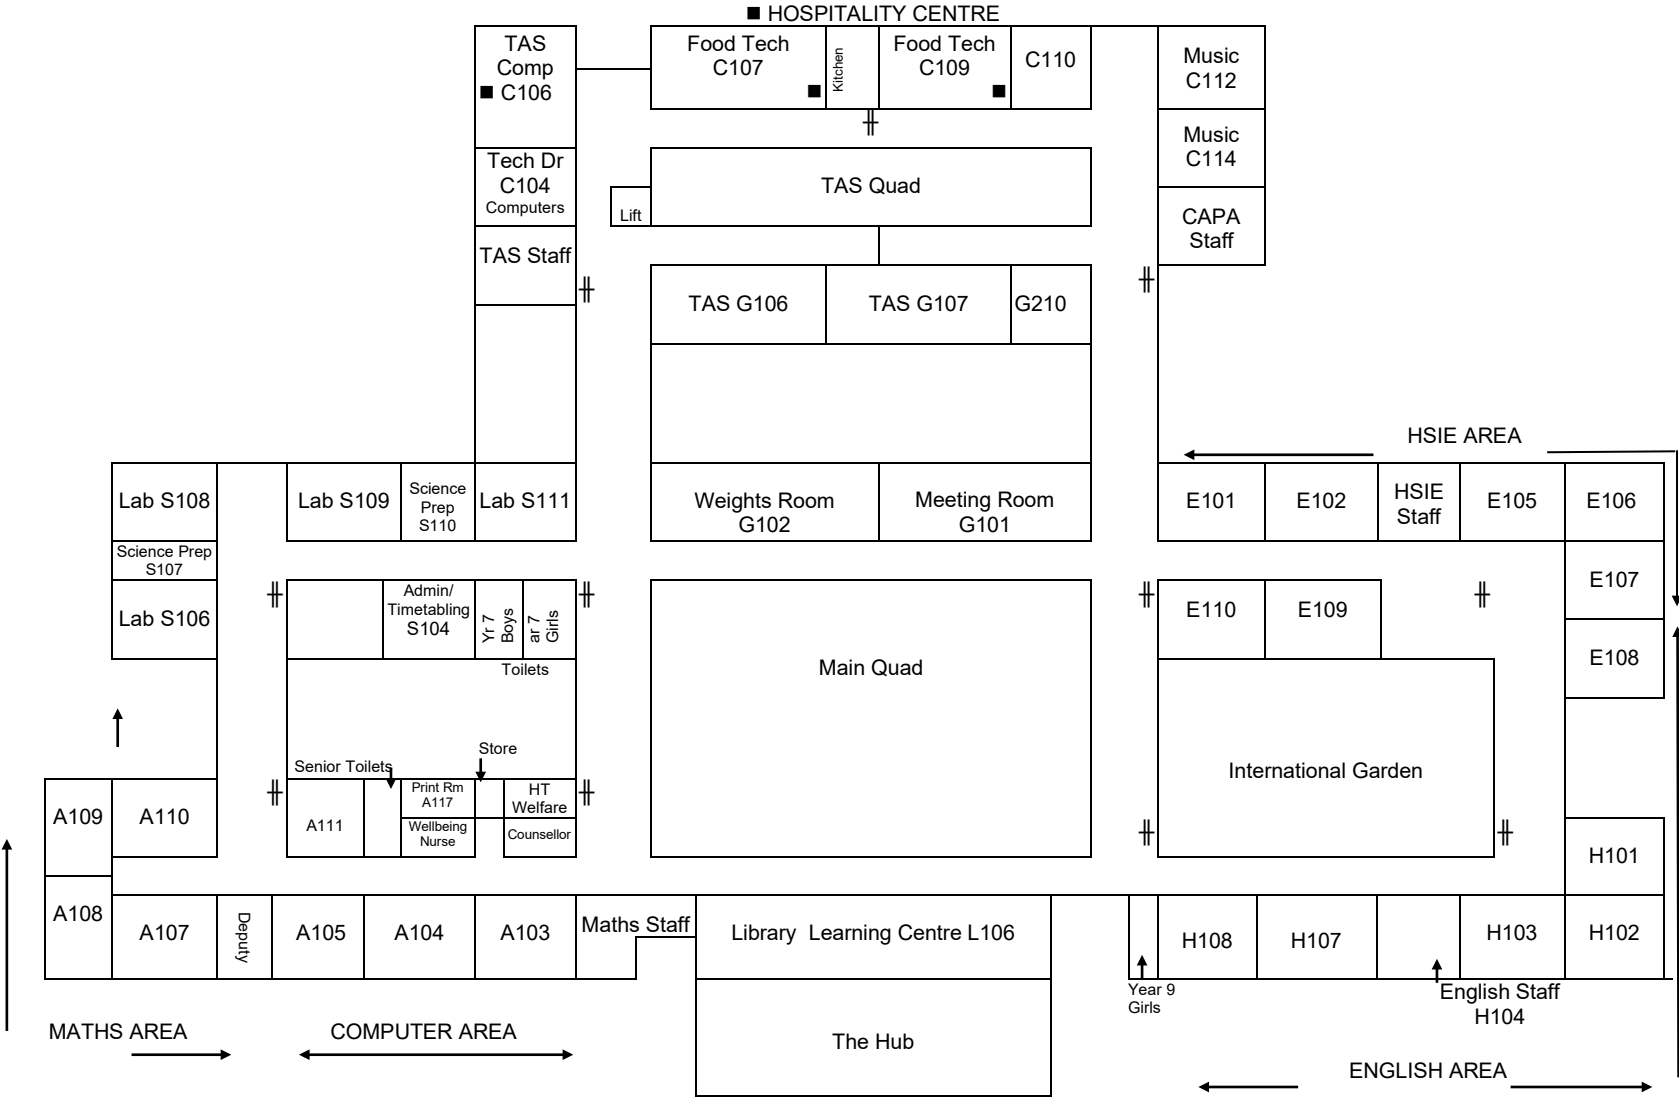 ■ HOSPITALITY CENTRE
TAS
Comp
■ C106
Food Tech
C107
Kitchen
Food Tech
C109
C110
Music
C112
Music
C114
Tech Dr
C104
Computers
TAS Quad
Lift
CAPA
Staff
TAS Staff
TAS G106
TAS G107
G210
HSIE AREA
Lab S108
Lab S109
Science
Prep
S110
Lab S111
Weights Room
G102
Meeting Room
G101
E101
E102
HSIE
Staff
E105
E106
Science Prep
S107
Lab S106
Admin/
Timetabling
S104
Yr 7
Boys
ar 7
Girls
Toilets
Main Quad
E110
E109
E107
E108
International Garden
Store
Senior Toilets
A109
A110
A111
Print Rm
A117
Wellbeing
Nurse
HT
Welfare
Counsellor
H101
A108
A107
Deputy
A105
A104
A103
Maths Staff
Library  Learning Centre L106
H108
H107
H103
H102
Year 9
Girls
English Staff
H104
MATHS AREA
COMPUTER AREA
The Hub
ENGLISH AREA